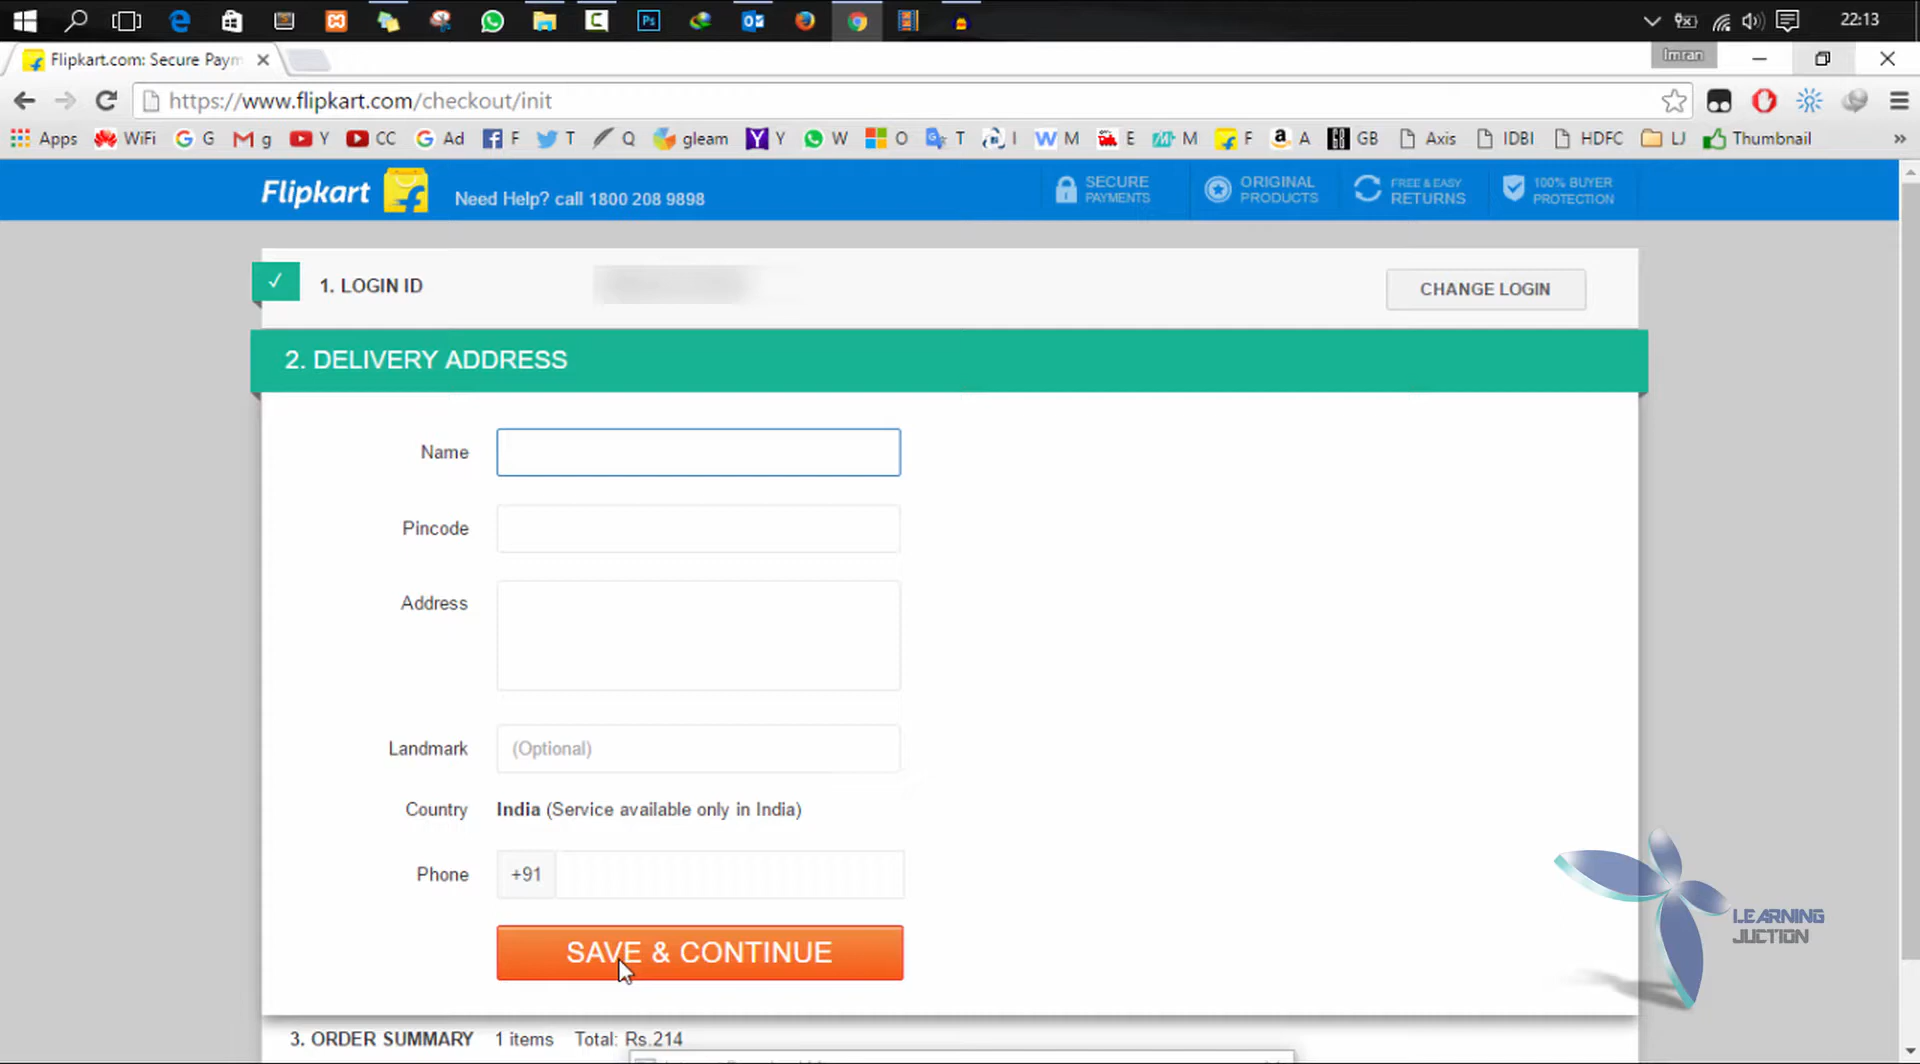 22:13
Flipkart.com: Secure Paym
Imran
https://www.flipkart.com/checkout/init
Apps WiFi G M g Y CC Ad F T Q gleam Y W O T I M E M F A GB Axis IDBI HDFC LJ Thumbnail »
Flipkart
Need Help? call 1800 208 9898
SECURE PAYMENTS
ORIGINAL PRODUCTS
FREE & EASY RETURNS
100% BUYER PROTECTION
1. LOGIN ID
CHANGE LOGIN
2. DELIVERY ADDRESS
Name
Pincode
Address
Landmark (Optional)
Country India (Service available only in India)
Phone +91
SAVE & CONTINUE
LEARNING
JUCTION
3. ORDER SUMMARY 1 items Total: Rs.214